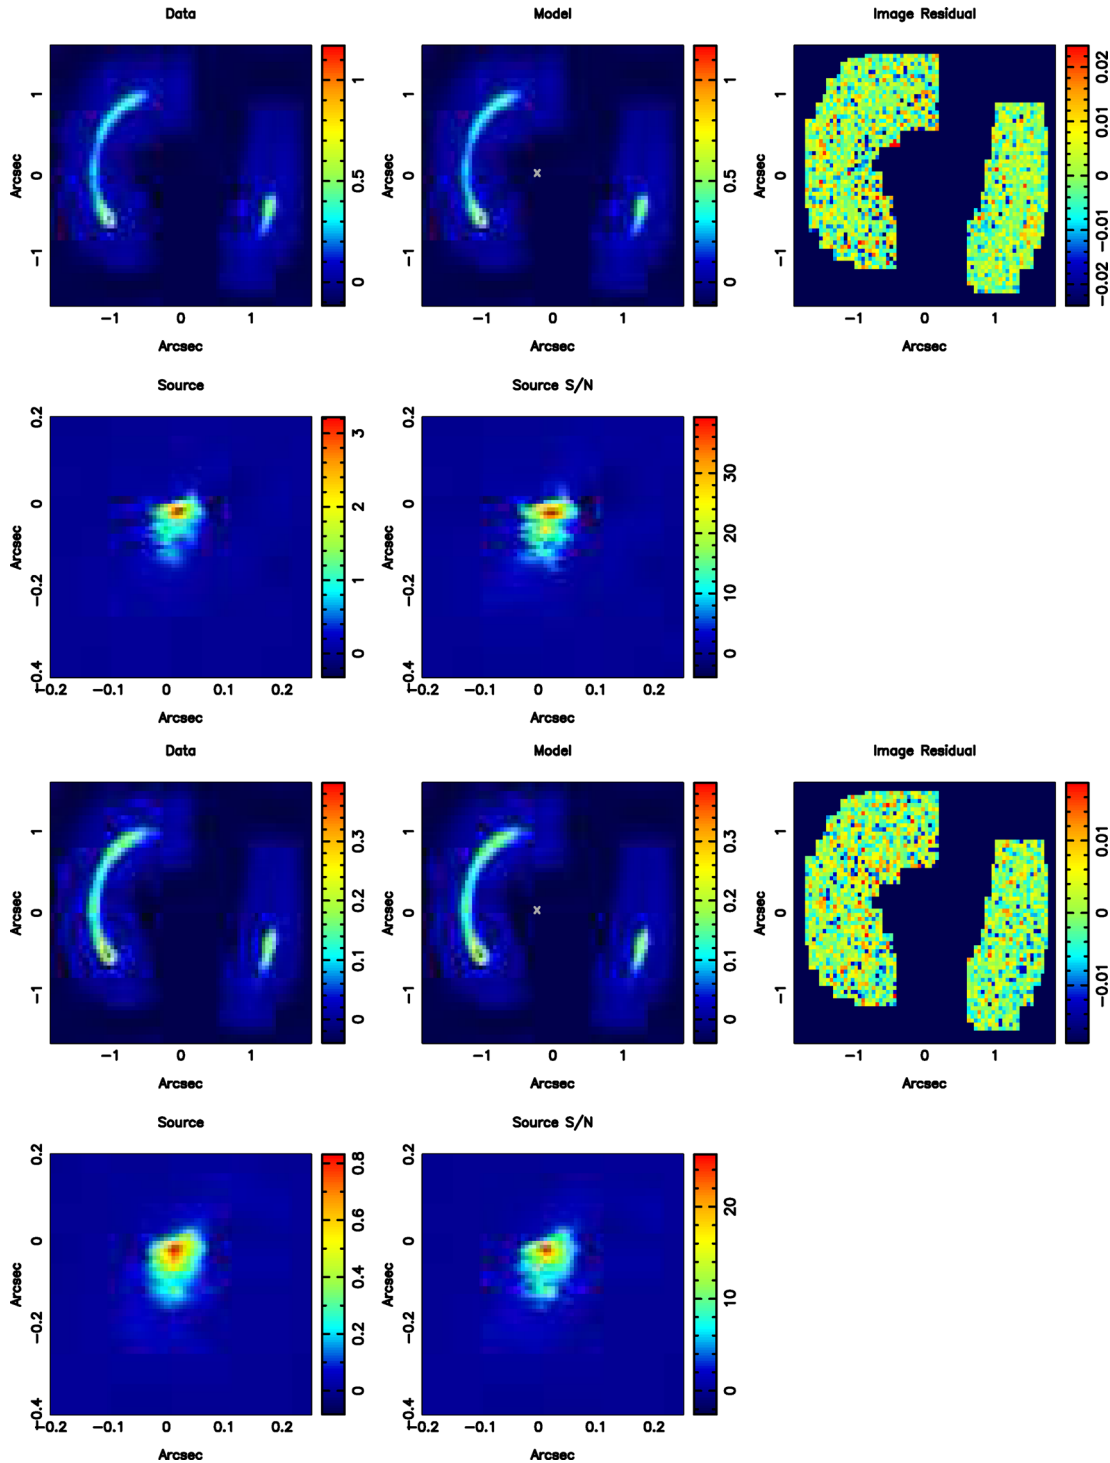 Data Model Image Residual
Arcsec 1 0 −1 1 0.5 0 Arcsec 1 0 −1 1 0.5 0 Arcsec 1 0 −1 0.02 0.01 0 −0.01 −0.02
−1 0 1 −1 0 1 −1 0 1
Arcsec Arcsec Arcsec
Source Source S/N
Arcsec 0.2 0 −0.2 −0.4 3 2 1 0 Arcsec 0.2 0 −0.2 −0.4 30 20 10 0
−0.2 −0.1 0 0.1 0.2 −0.2 −0.1 0 0.1 0.2
Arcsec Arcsec
Data Model Image Residual
Arcsec 1 0 −1 0.3 0.2 0.1 0 Arcsec 1 0 −1 0.3 0.2 0.1 0 Arcsec 1 0 −1 0.01 0 −0.01
−1 0 1 −1 0 1 −1 0 1
Arcsec Arcsec Arcsec
Source Source S/N
Arcsec 0.2 0 −0.2 −0.4 0.8 0.6 0.4 0.2 0 Arcsec 0.2 0 −0.2 −0.4 20 10 0
−0.2 −0.1 0 0.1 0.2 −0.2 −0.1 0 0.1 0.2
Arcsec Arcsec